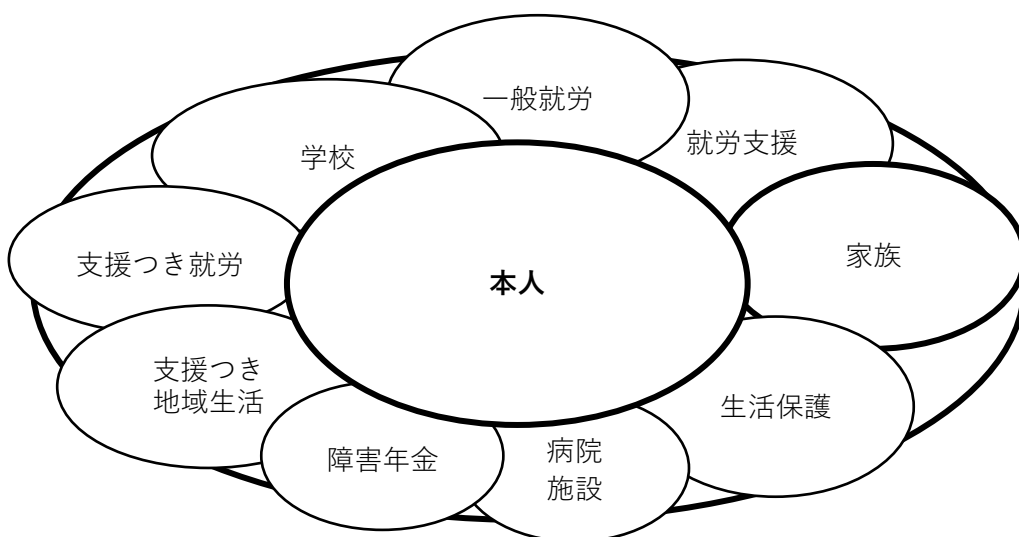 一般就労
就労支援
学校
家族
支援つき就労
本人
支援つき
地域生活
生活保護
障害年金
病院
施設